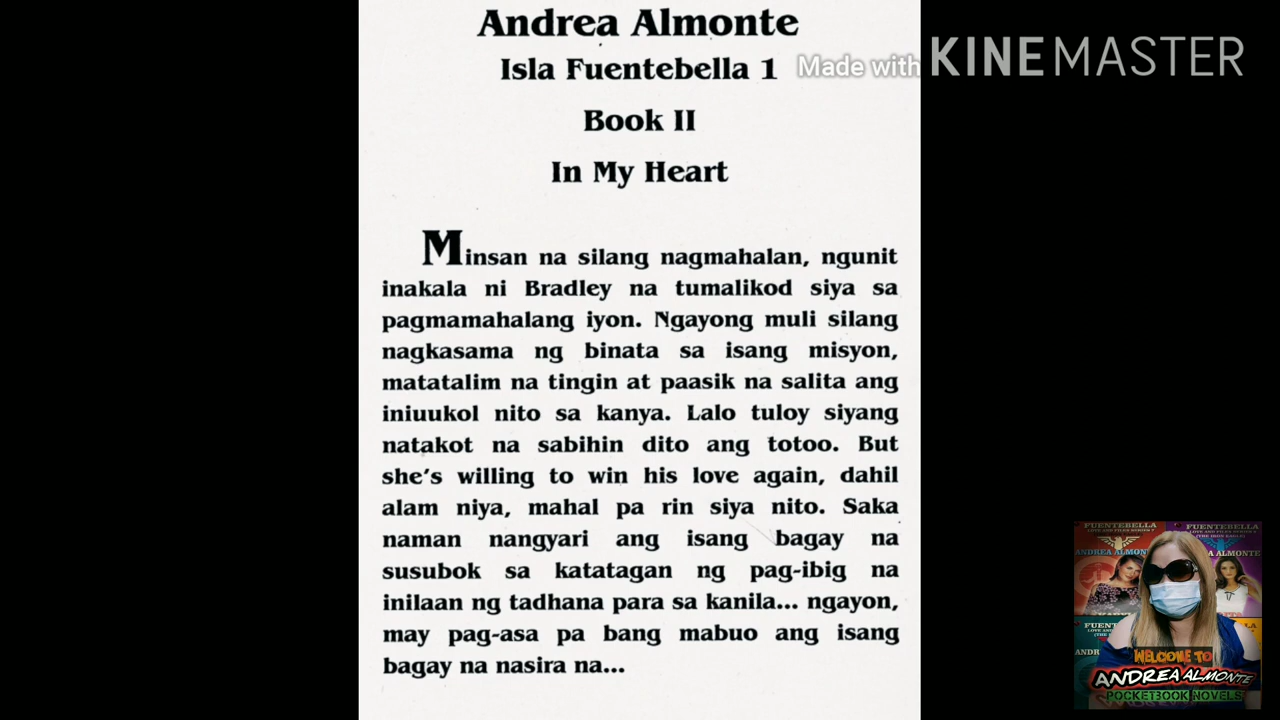 Andrea Almonte
Isla Fuentebella 1
Made with KINEMASTER
Book II
In My Heart
Minsan na silang nagmahalan, ngunit
inakala ni Bradley na tumalikod siya sa
pagmamahalang iyon. Ngayong muli silang
nagkasama ng binata sa isang misyon,
matatalim na tingin at paasik na salita ang
iniuukol nito sa kanya. Lalo tuloy siyang
natakot na sabihin dito ang totoo. But
she's willing to win his love again, dahil
alam niya, mahal pa rin siya nito. Saka
naman nangyari ang isang bagay na
susubok sa katatagan ng pag-ibig na
inilaan ng tadhana para sa kanila... ngayon,
may pag-asa pa bang mabuo ang isang
bagay na nasira na...
FUENTEBELLA
FUENTEBELLA
ANDREA ALMON
ALMONTE
FUENT
ANDR
WELCOME TO
ANDREA ALMONTE
POCKETBOOK NOVELS